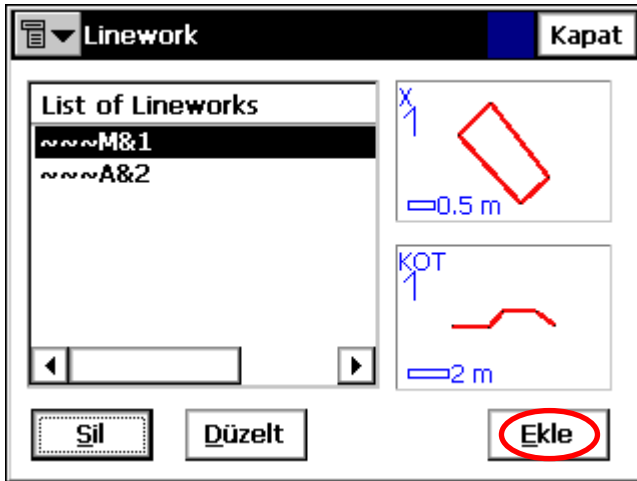 Linework
Kapat
List of Lineworks
~~~M&1
~~~A&2
X
0.5 m
KOT
2 m
Sil
Düzelt
Ekle